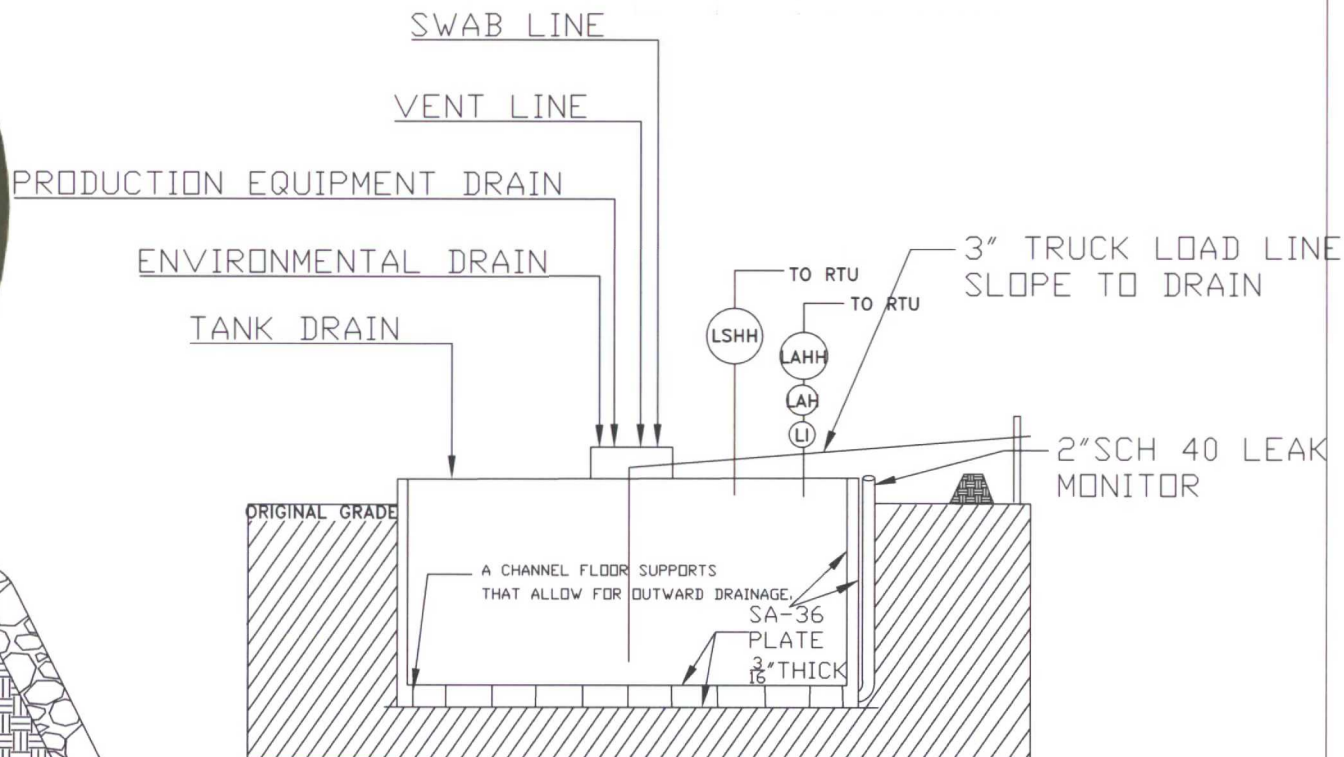 SWAB LINE
VENT LINE
PRODUCTION EQUIPMENT DRAIN
ENVIRONMENTAL DRAIN
TANK DRAIN
TO RTU
TO RTU
3" TRUCK LOAD LINE
SLOPE TO DRAIN
LSHH
LAHH
LAH
LI
2"SCH 40 LEAK
MONITOR
ORIGINAL GRADE
A CHANNEL FLOOR SUPPORTS
THAT ALLOW FOR OUTWARD DRAINAGE.
SA-36
PLATE
3/16"THICK